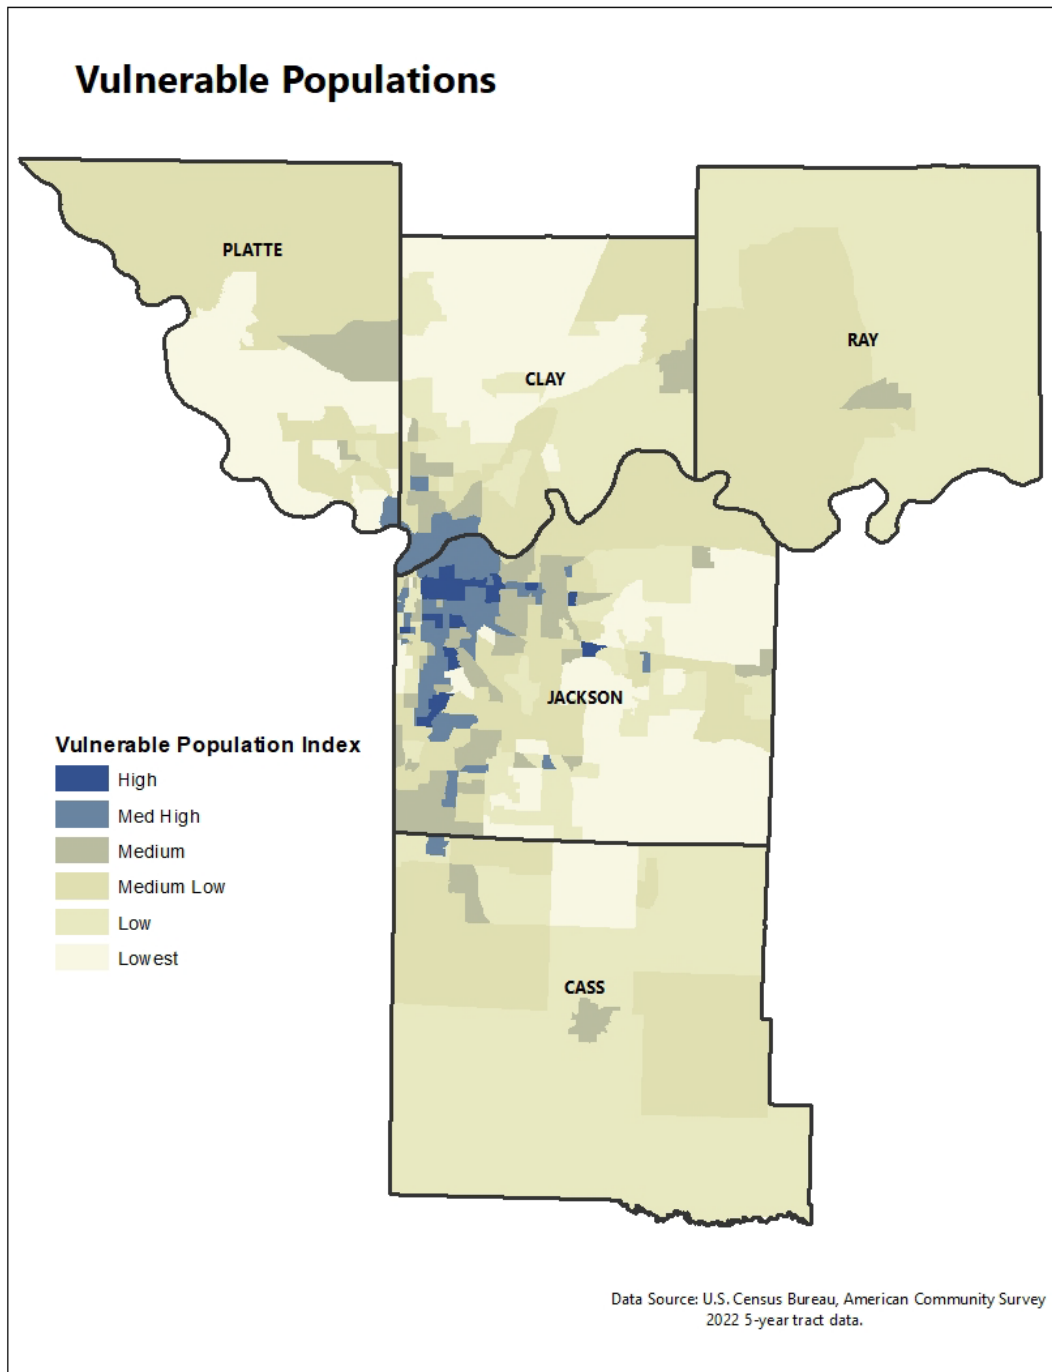 Vulnerable Populations
PLATTE
RAY
CLAY
JACKSON
Vulnerable Population Index
High
Med High
Medium
Medium Low
Low
Lowest
CASS
Data Source: U.S. Census Bureau, American Community Survey
2022 5-year tract data.